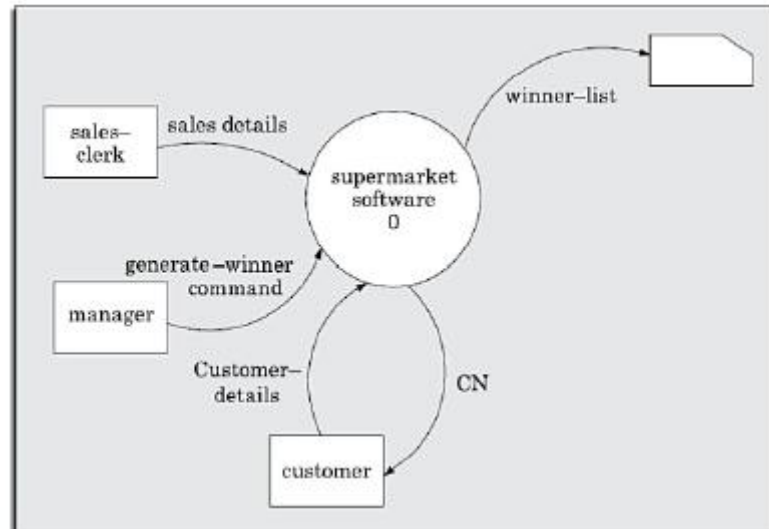 winner–list
sales–
clerk
sales details
supermarket
software
0
generate–winner
command
manager
Customer–
details
CN
customer